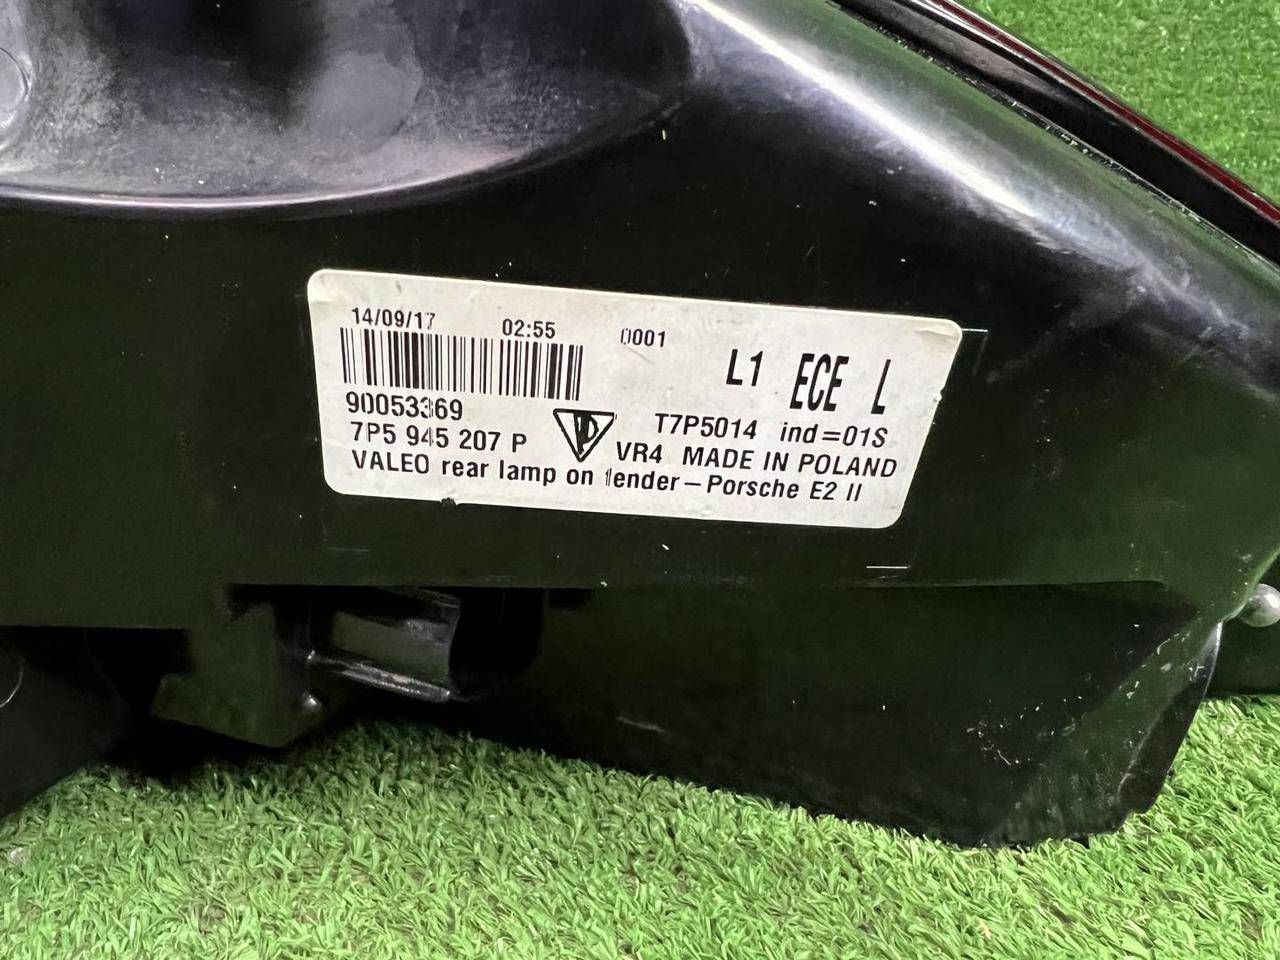 14/09/17 02:55 0001
L1 ECE L
90053369
T7P5014 ind=01S
7P5 945 207 P
VR4 MADE IN POLAND
VALEO rear lamp on fender-Porsche E2 II